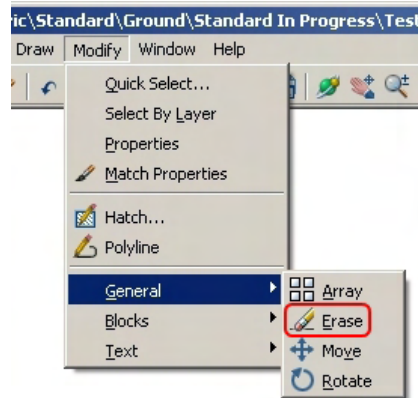 ric\Standard\Ground\Standard In Progress\Test
Draw Modify Window Help
Quick Select...
Select By Layer
Properties
Match Properties
Hatch...
Polyline
General
Blocks
Text
Array
Erase
Move
Rotate